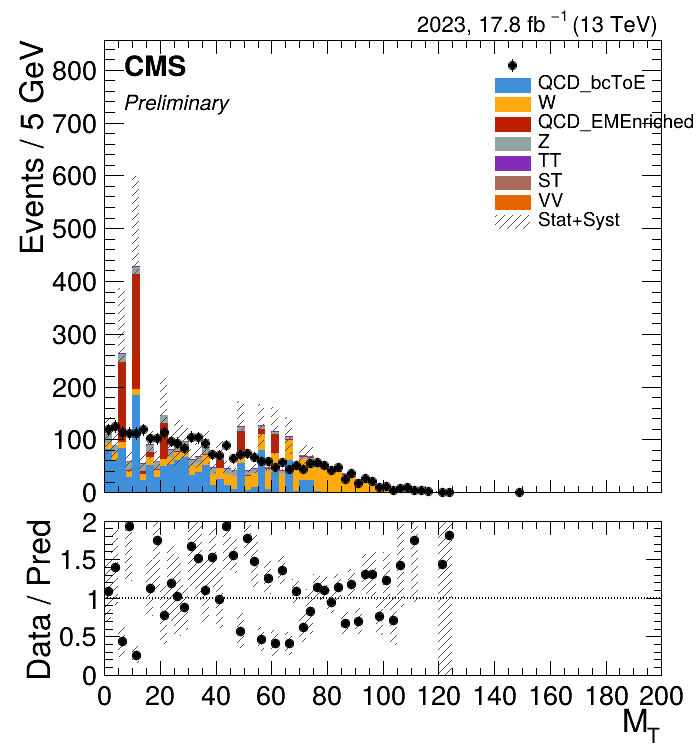 2023, 17.8 fb⁻¹ (13 TeV)
CMS
Preliminary
Events / 5 GeV
800
700
600
500
400
300
200
100
0
QCD_bcToE
W
QCD_EMEnriched
Z
TT
ST
VV
Stat+Syst
Data / Pred
2
1.5
1
0.5
0
0 20 40 60 80 100 120 140 160 180 200
M_T